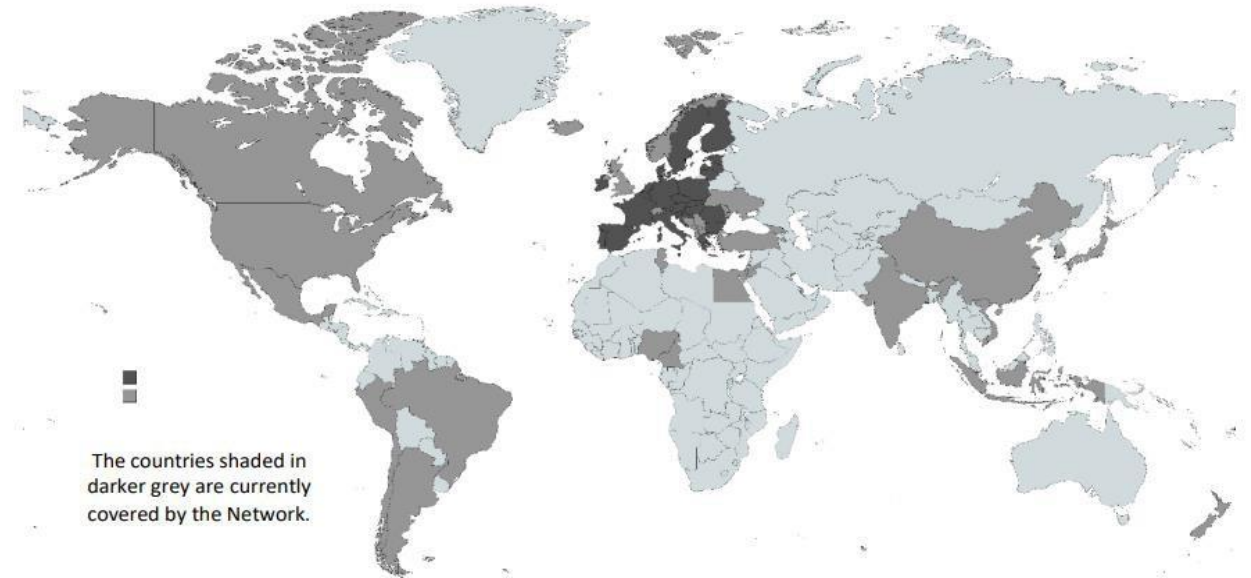 The countries shaded in
darker grey are currently
covered by the Network.